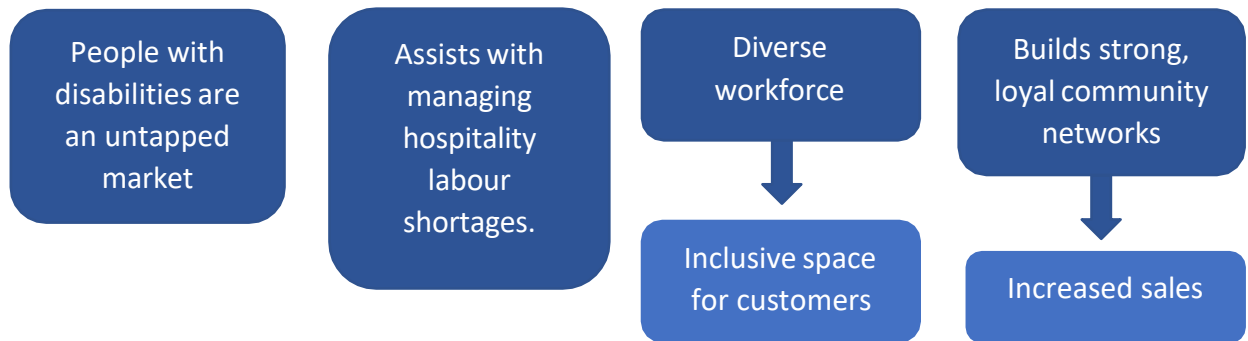 People with
disabilities are
an untapped
market
Assists with
managing
hospitality
labour
shortages.
Diverse
workforce
Inclusive space
for customers
Builds strong,
loyal community
networks
Increased sales